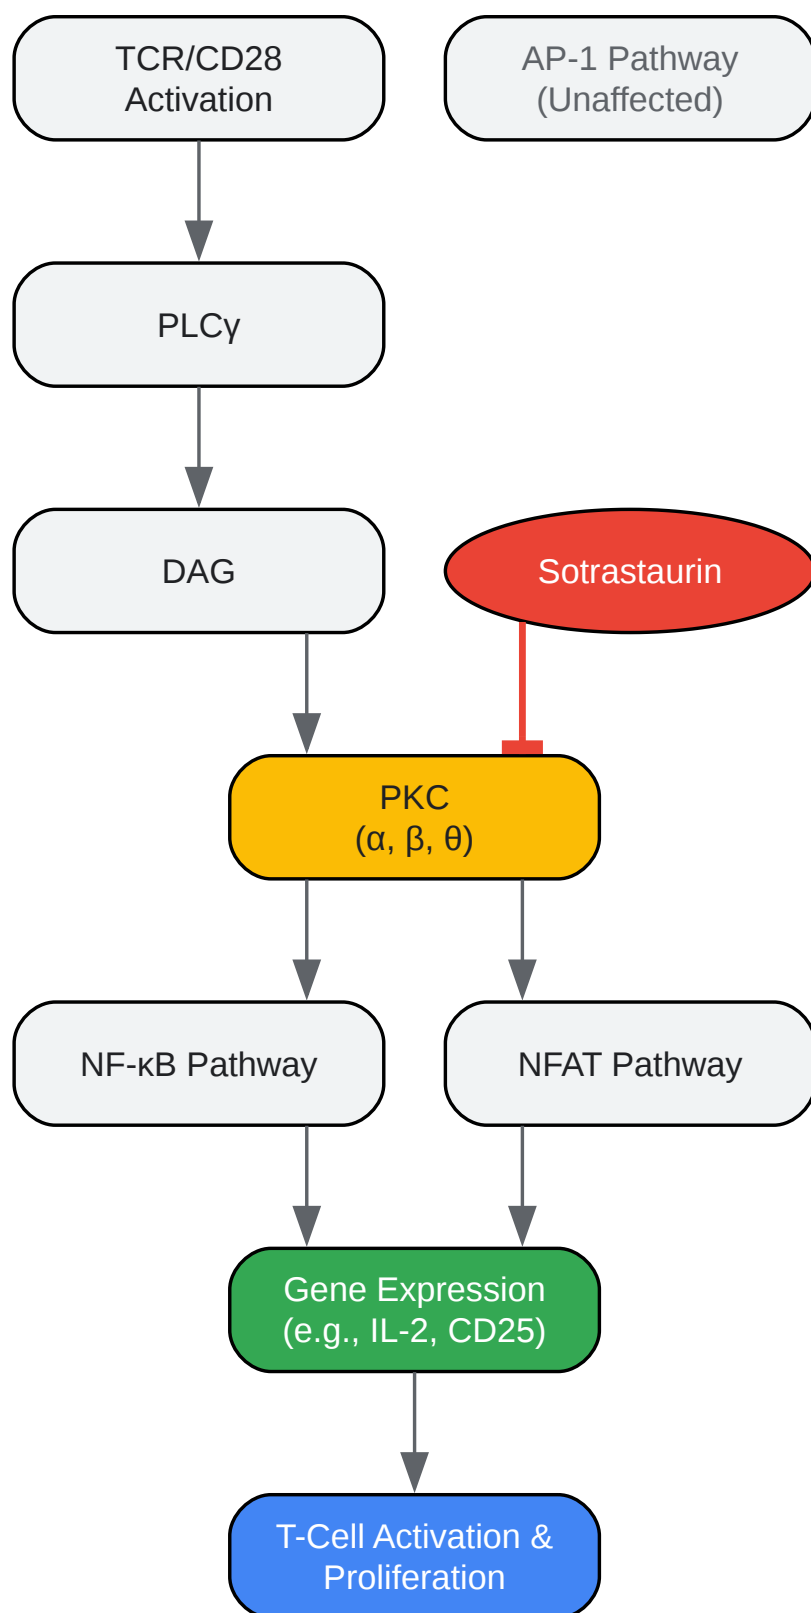 TCR/CD28
Activation
AP-1 Pathway
(Unaffected)
PLCγ
DAG
Sotrastaurin
PKC
(α, β, θ)
NF-κB Pathway
NFAT Pathway
Gene Expression
(e.g., IL-2, CD25)
T-Cell Activation &
Proliferation